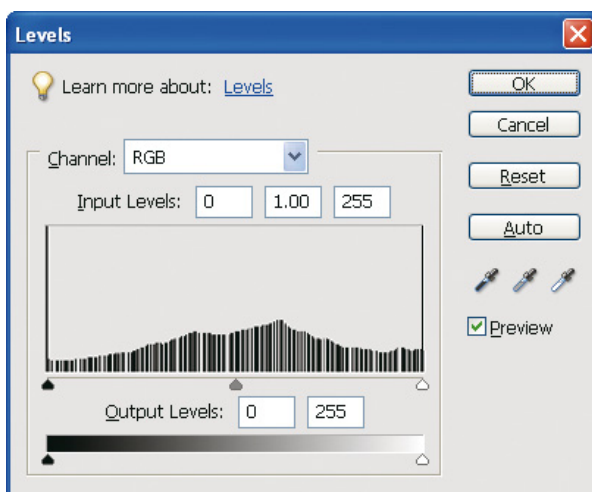 Levels
Learn more about: Levels
OK
Cancel
Channel: RGB
Reset
Input Levels: 0 1.00 255
Auto
Preview
Output Levels: 0 255